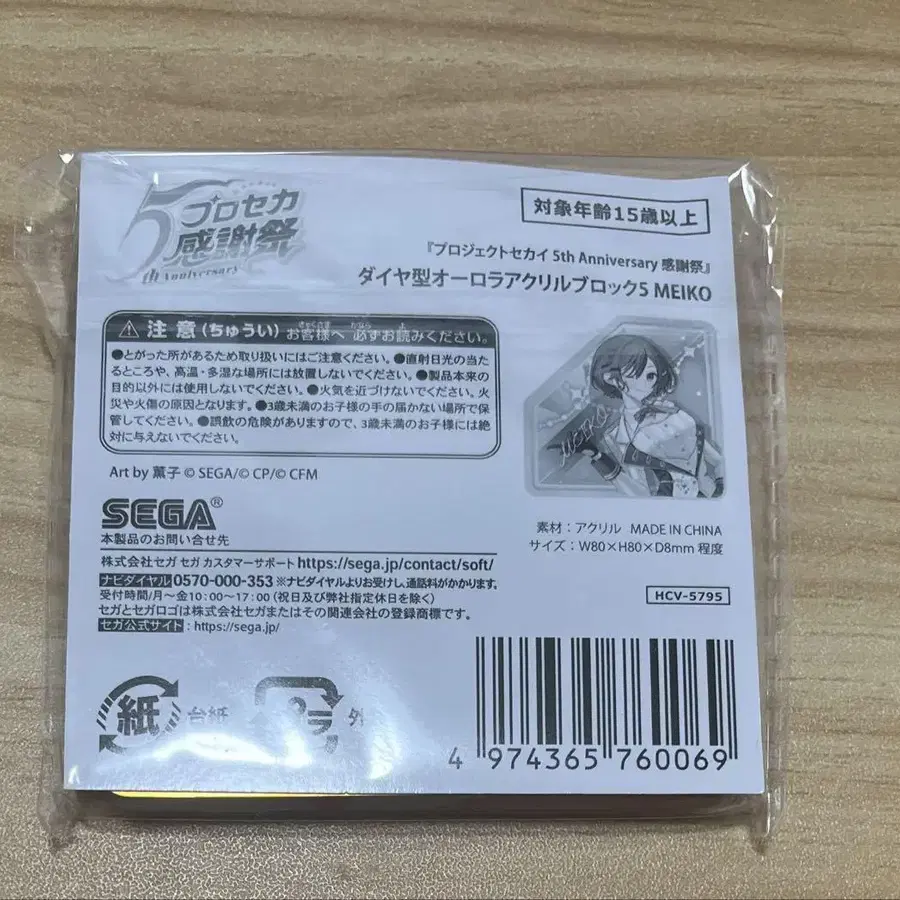 5
プロセカ
感謝祭
th Anniversary
対象年齢15歳以上
『プロジェクトセカイ 5th Anniversary 感謝祭』
ダイヤ型オーロラアクリルブロック5 MEIKO
注意(ちゅうい) お客様へ 必ずお読みください。
●とがった所があるため取り扱いにはご注意ください。●直射日光の当た
るところや、高温・多湿な場所には放置しないでください。●製品本来の
目的以外には使用しないでください。●火気を近づけないでください。火
災や火傷の原因となります。●3歳未満のお子様の手の届かない場所で保
管してください。●誤飲の危険がありますので、3歳未満のお子様には絶
対に与えないでください。
MEIKO
Art by 薫子 © SEGA/© CP/© CFM
SEGA®
本製品のお問い合せ先
株式会社セガ セガ カスタマーサポート https://sega.jp/contact/soft/
ナビダイヤル 0570-000-353 ※ナビダイヤルよりお受けし、通話料がかかります。
受付時間/月~金10:00~17:00(祝日及び弊社指定休日を除く)
セガとセガロゴは株式会社セガまたはその関連会社の登録商標です。
セガ公式サイト:https://sega.jp/
素材:アクリル MADE IN CHINA
サイズ:W80×H80×D8mm 程度
HCV-5795
紙 台紙
プラ 外
4 974365 760069